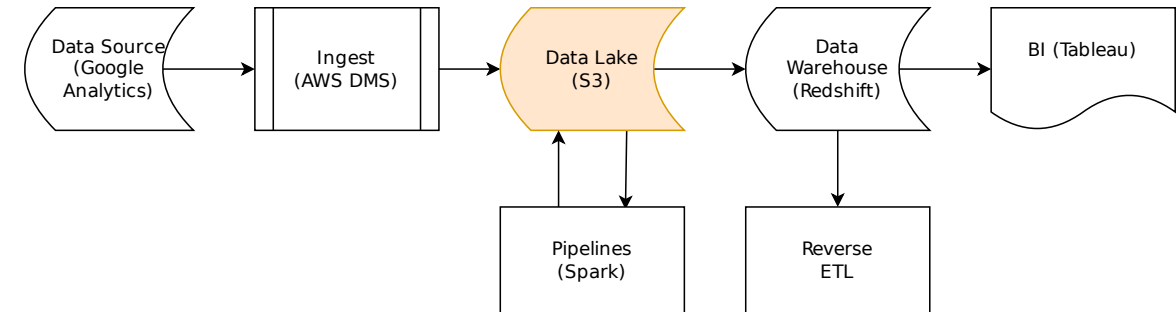 Data Source
(Google
Analytics)
Ingest
(AWS DMS)
Data Lake
(S3)
Data
Warehouse
(Redshift)
BI (Tableau)
Pipelines
(Spark)
Reverse
ETL